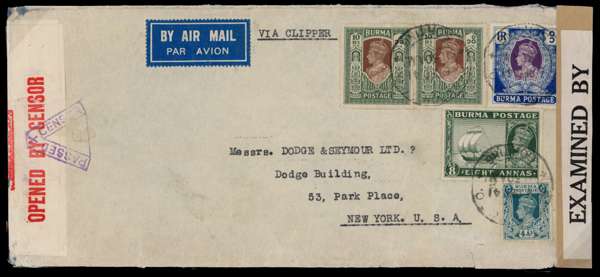 BY AIR MAIL
PAR AVION
VIA CLIPPER
BURMA
POSTAGE
BURMA
POSTAGE
BURMA POSTAGE
OPENED BY CENSOR
PASSED
Messrs. DODGE &SEYMOUR LTD. ?
Dodge Building,
53, Park Place,
NEW YORK. U. S. A.
BURMA POSTAGE
EIGHT ANNAS
EXAMINED BY